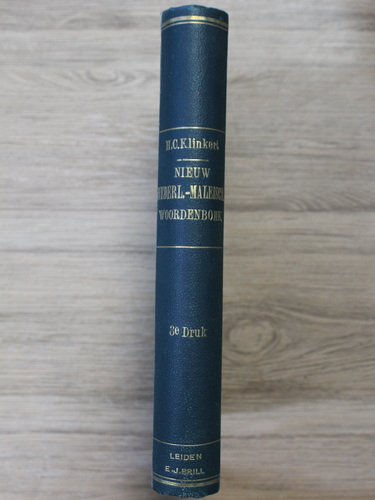 H.C. Klinkert
NIEUW
NEDERL.-MALEISCH
WOORDENBOEK.
3e Druk
LEIDEN
E.J. BRILL